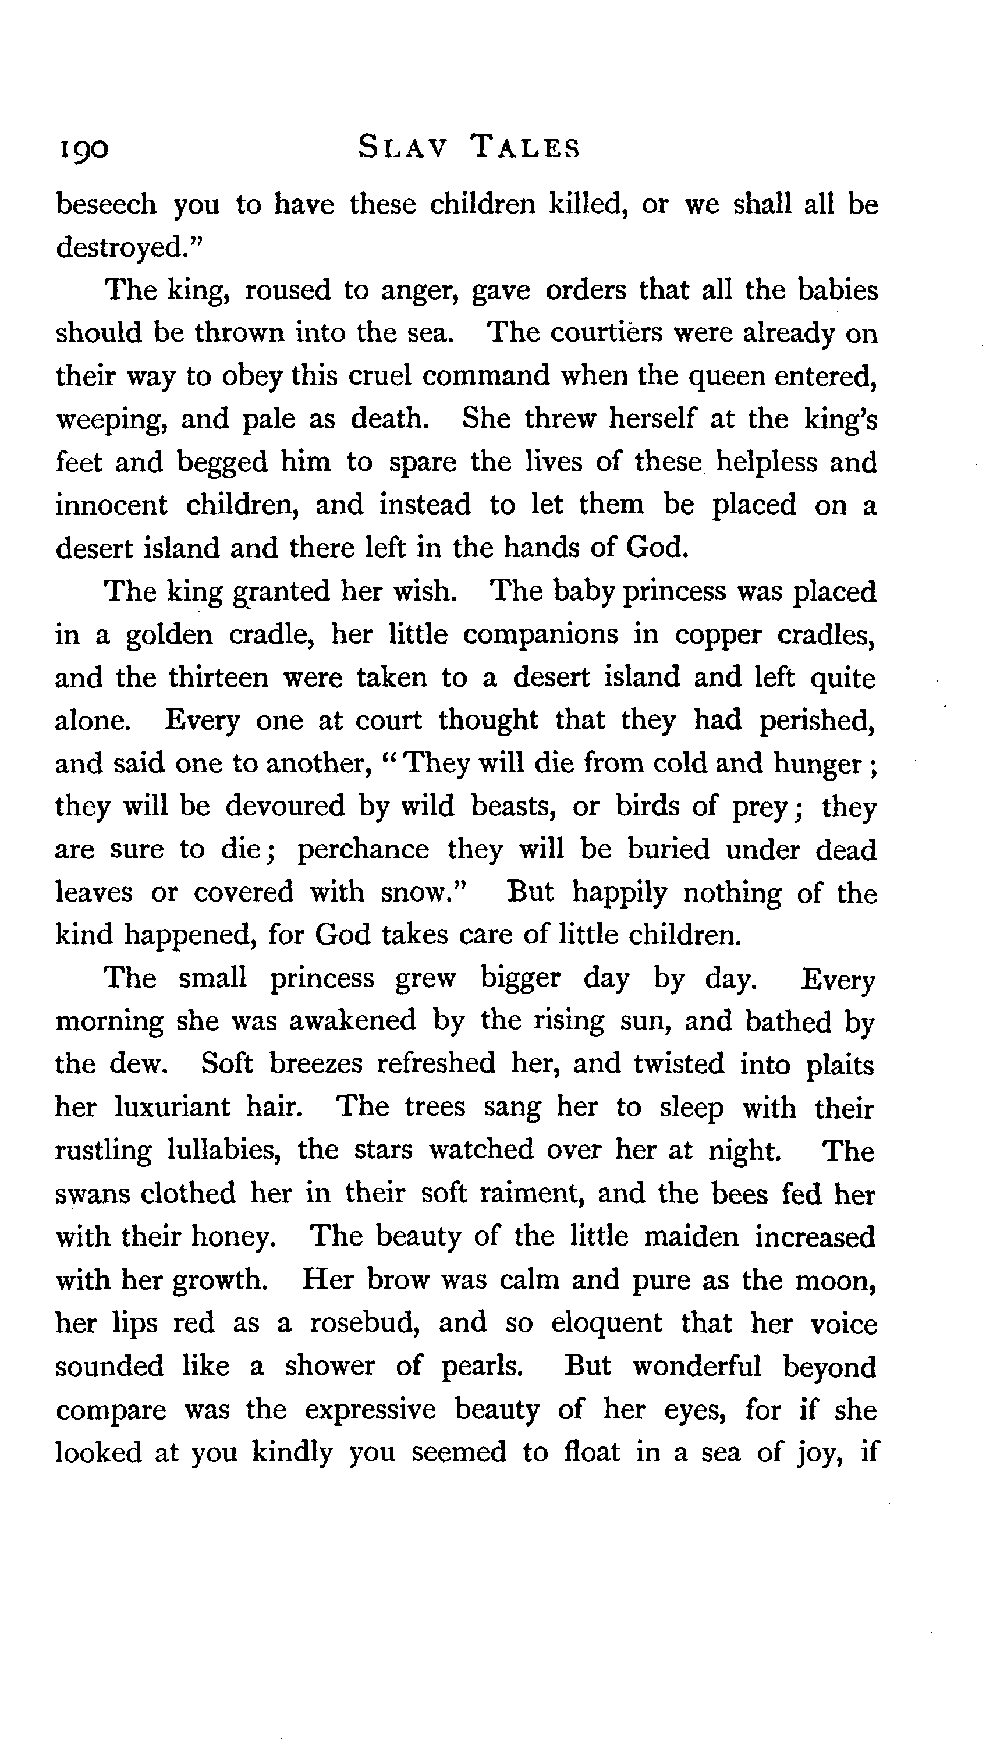 190 SLAV TALES
beseech you to have these children killed, or we shall all be
destroyed.”
The king, roused to anger, gave orders that all the babies
should be thrown into the sea. The courtiers were already on
their way to obey this cruel command when the queen entered,
weeping, and pale as death. She threw herself at the king’s
feet and begged him to spare the lives of these helpless and
innocent children, and instead to let them be placed on a
desert island and there left in the hands of God.
The king granted her wish. The baby princess was placed
in a golden cradle, her little companions in copper cradles,
and the thirteen were taken to a desert island and left quite
alone. Every one at court thought that they had perished,
and said one to another, “They will die from cold and hunger;
they will be devoured by wild beasts, or birds of prey; they
are sure to die; perchance they will be buried under dead
leaves or covered with snow.” But happily nothing of the
kind happened, for God takes care of little children.
The small princess grew bigger day by day. Every
morning she was awakened by the rising sun, and bathed by
the dew. Soft breezes refreshed her, and twisted into plaits
her luxuriant hair. The trees sang her to sleep with their
rustling lullabies, the stars watched over her at night. The
swans clothed her in their soft raiment, and the bees fed her
with their honey. The beauty of the little maiden increased
with her growth. Her brow was calm and pure as the moon,
her lips red as a rosebud, and so eloquent that her voice
sounded like a shower of pearls. But wonderful beyond
compare was the expressive beauty of her eyes, for if she
looked at you kindly you seemed to float in a sea of joy, if